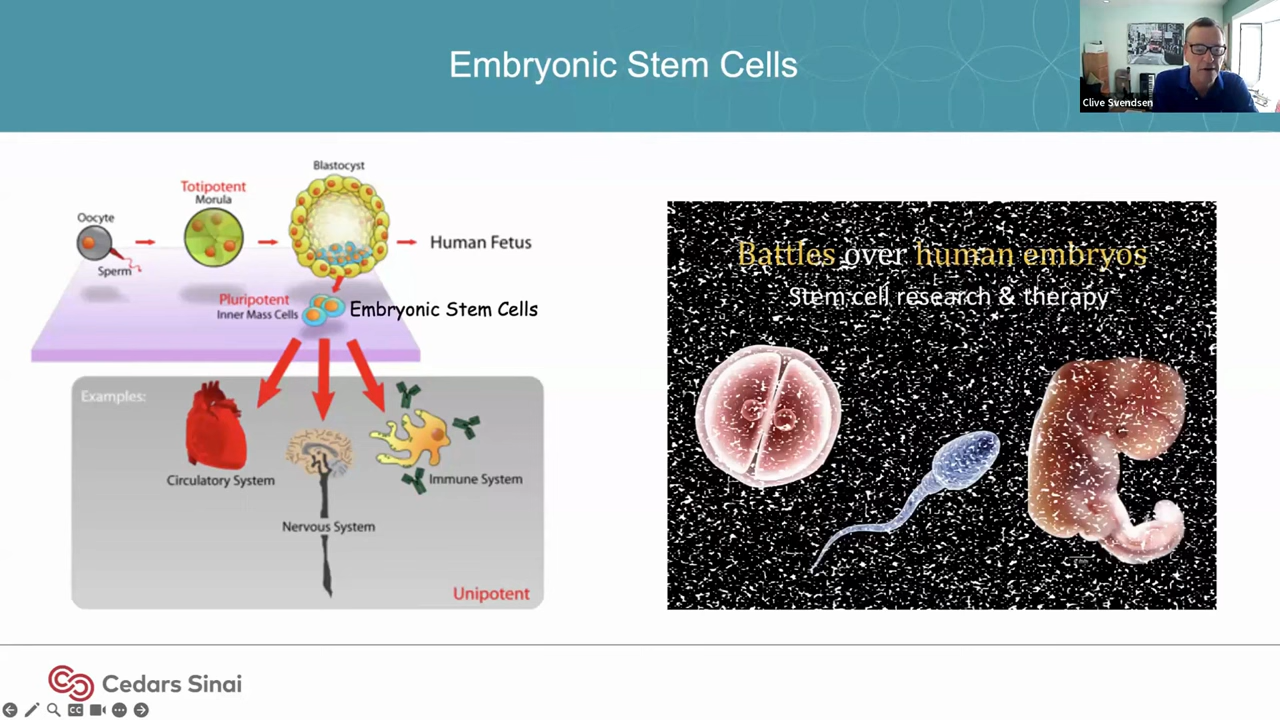 Embryonic Stem Cells
Clive Svendsen
Blastocyst
Totipotent
Morula
Oocyte
Sperm
Human Fetus
Pluripotent
Inner Mass Cells
Embryonic Stem Cells
Examples:
Circulatory System
Immune System
Nervous System
Unipotent
Battles over human embryos
Stem cell research & therapy
Cedars Sinai
CC